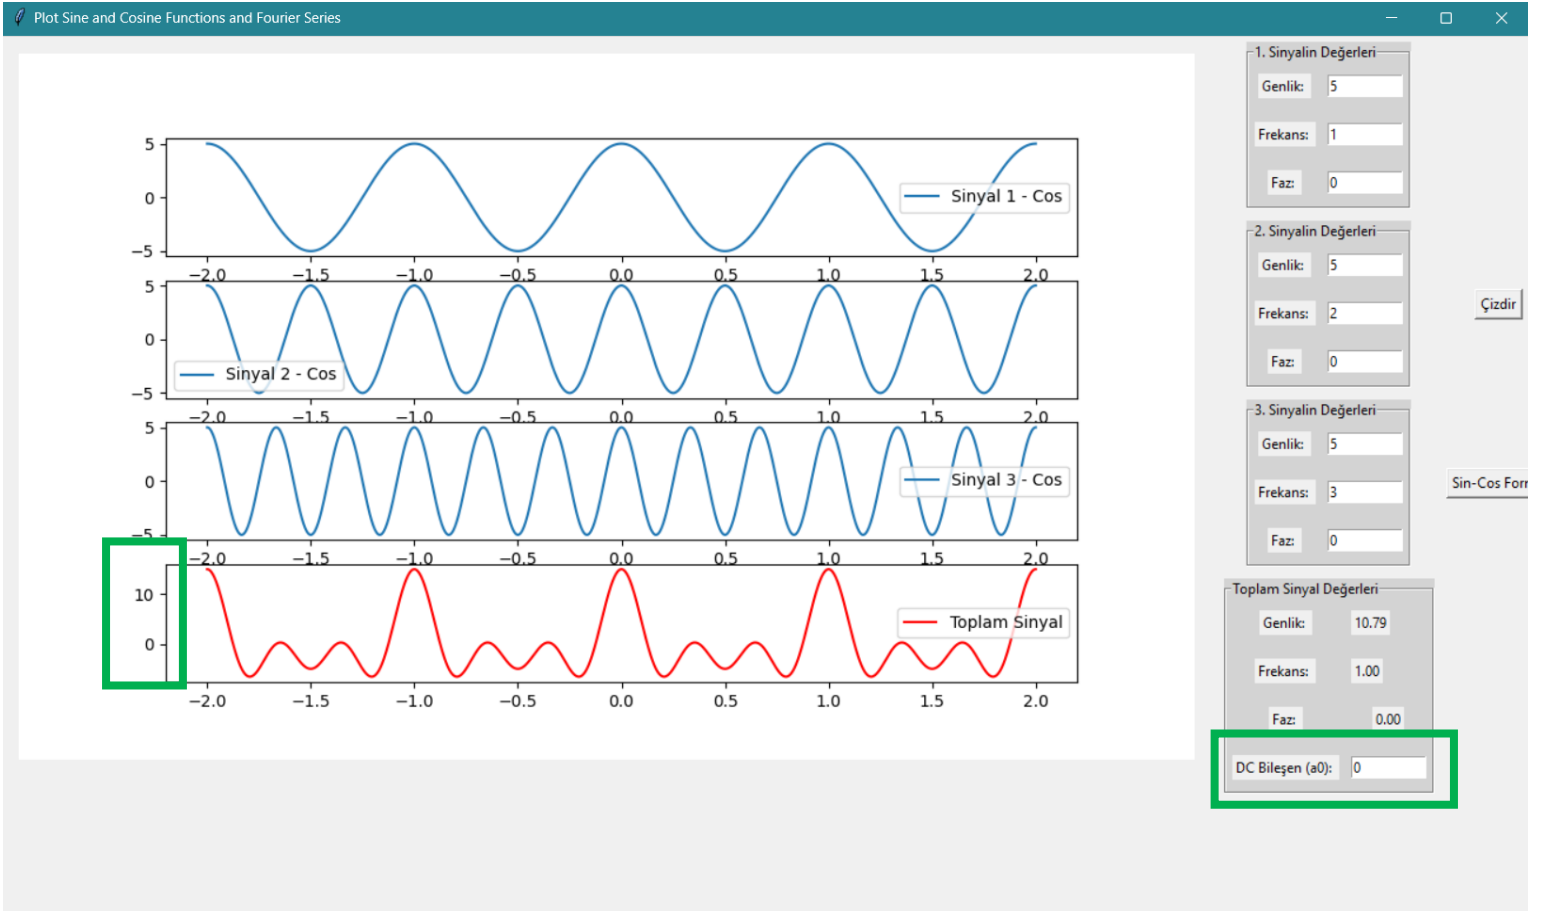 Plot Sine and Cosine Functions and Fourier Series
5
0
−5
Sinyal 1 - Cos
−2.0 −1.5 −1.0 −0.5 0.0 0.5 1.0 1.5 2.0
5
0
−5
Sinyal 2 - Cos
−2.0 −1.5 −1.0 −0.5 0.0 0.5 1.0 1.5 2.0
5
0
−5
Sinyal 3 - Cos
−2.0 −1.5 −1.0 −0.5 0.0 0.5 1.0 1.5 2.0
10
0
Toplam Sinyal
−2.0 −1.5 −1.0 −0.5 0.0 0.5 1.0 1.5 2.0
1. Sinyalin Değerleri
Genlik: 5
Frekans: 1
Faz: 0
2. Sinyalin Değerleri
Genlik: 5
Frekans: 2
Faz: 0
Çizdir
3. Sinyalin Değerleri
Genlik: 5
Frekans: 3
Faz: 0
Sin-Cos
Toplam Sinyal Değerleri
Genlik: 10.79
Frekans: 1.00
Faz: 0.00
DC Bileşen (a0): 0